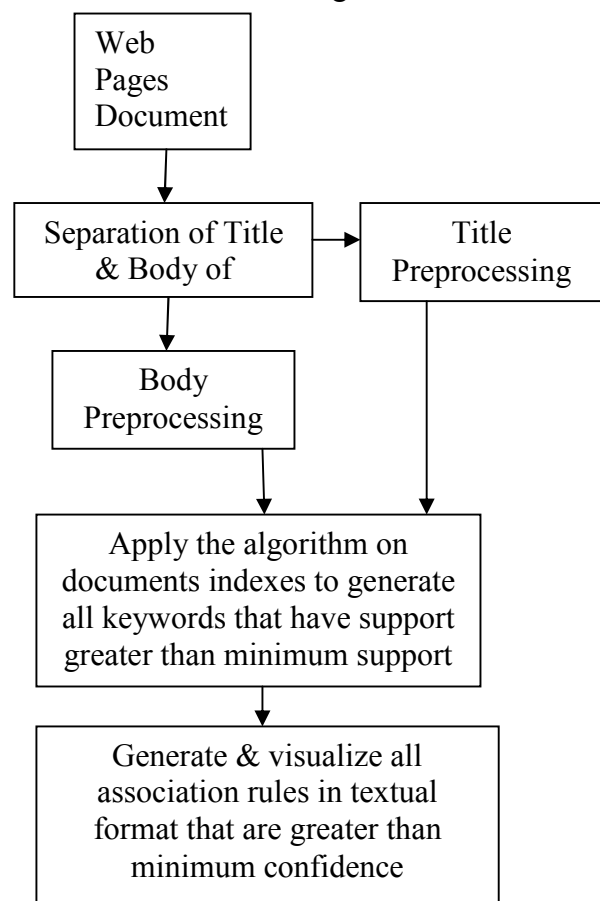 Web
Pages
Document
Separation of Title
& Body of
Title
Preprocessing
Body
Preprocessing
Apply the algorithm on
documents indexes to generate
all keywords that have support
greater than minimum support
Generate & visualize all
association rules in textual
format that are greater than
minimum confidence